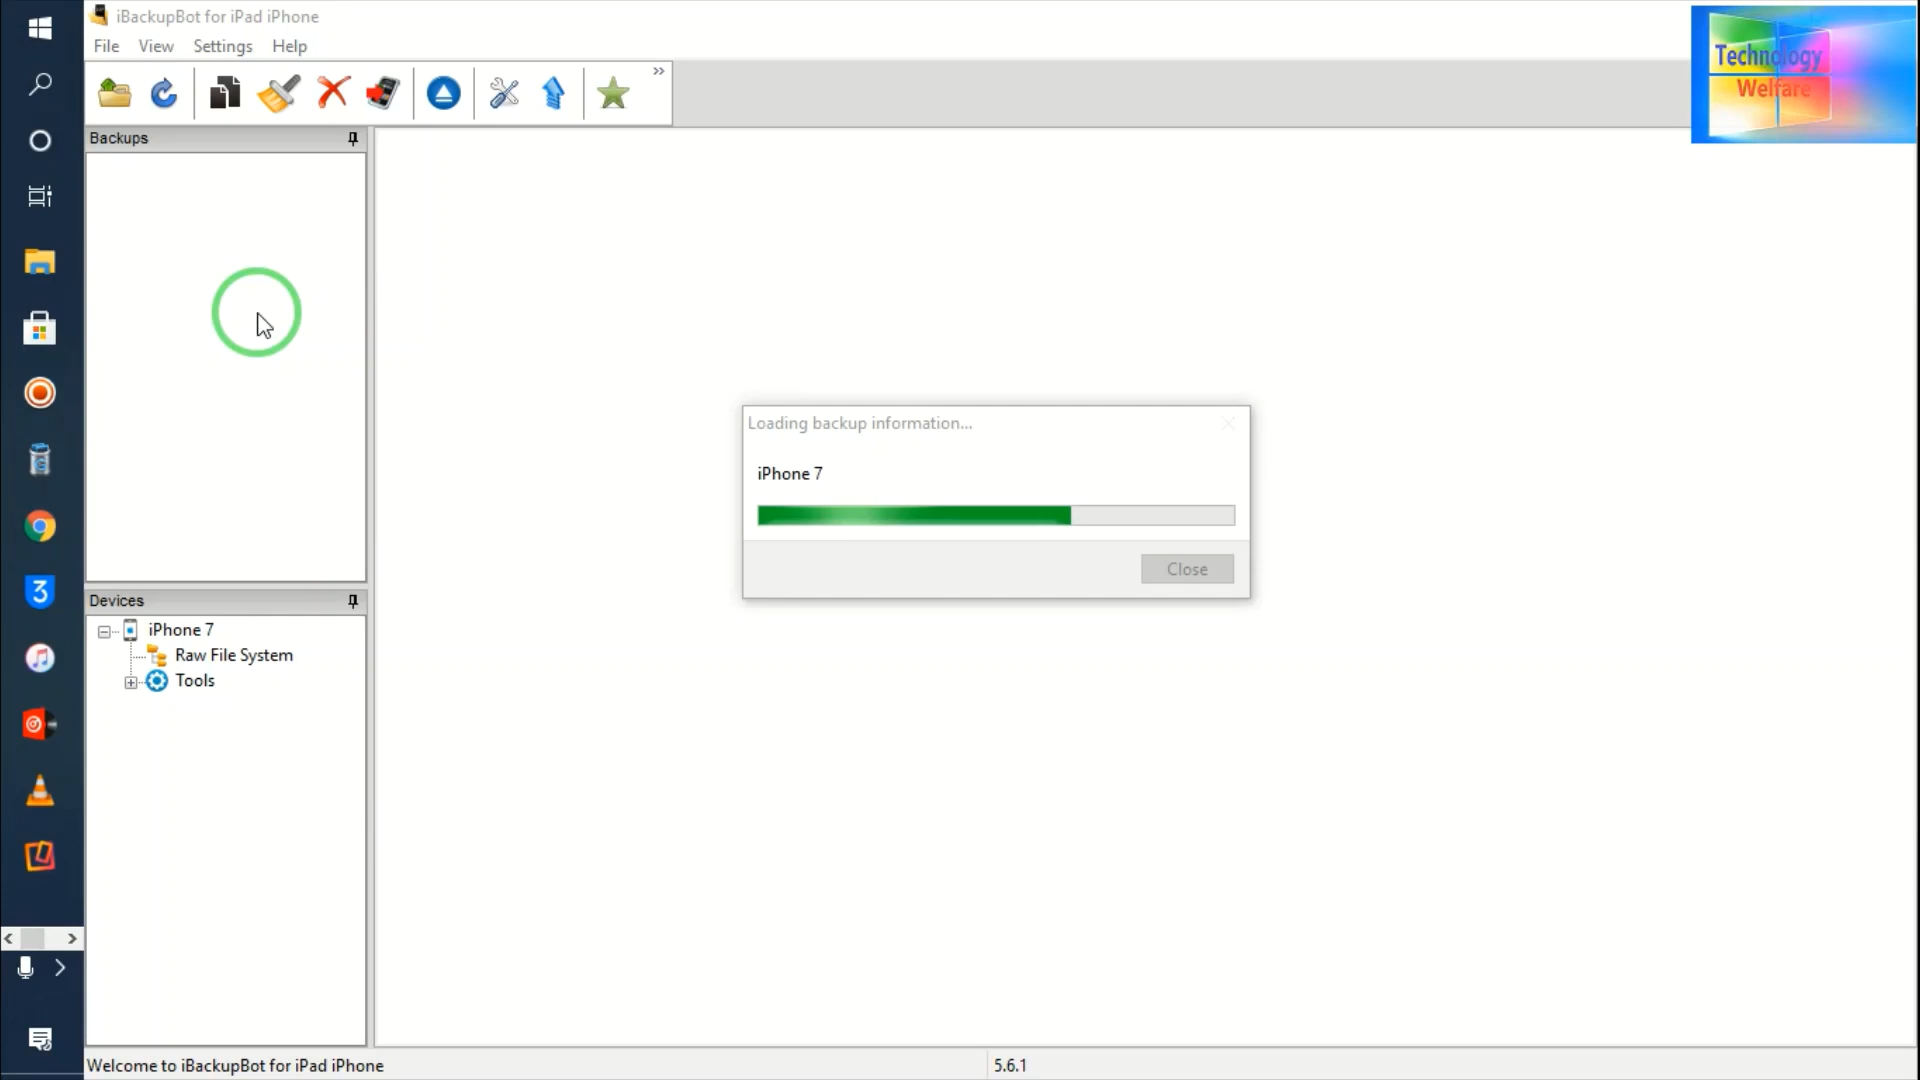 iBackupBot for iPad iPhone
File View Settings Help
»
Technology
Welfare
Backups
Loading backup information...
iPhone 7
Close
Devices
iPhone 7
Raw File System
Tools
3
Welcome to iBackupBot for iPad iPhone 5.6.1